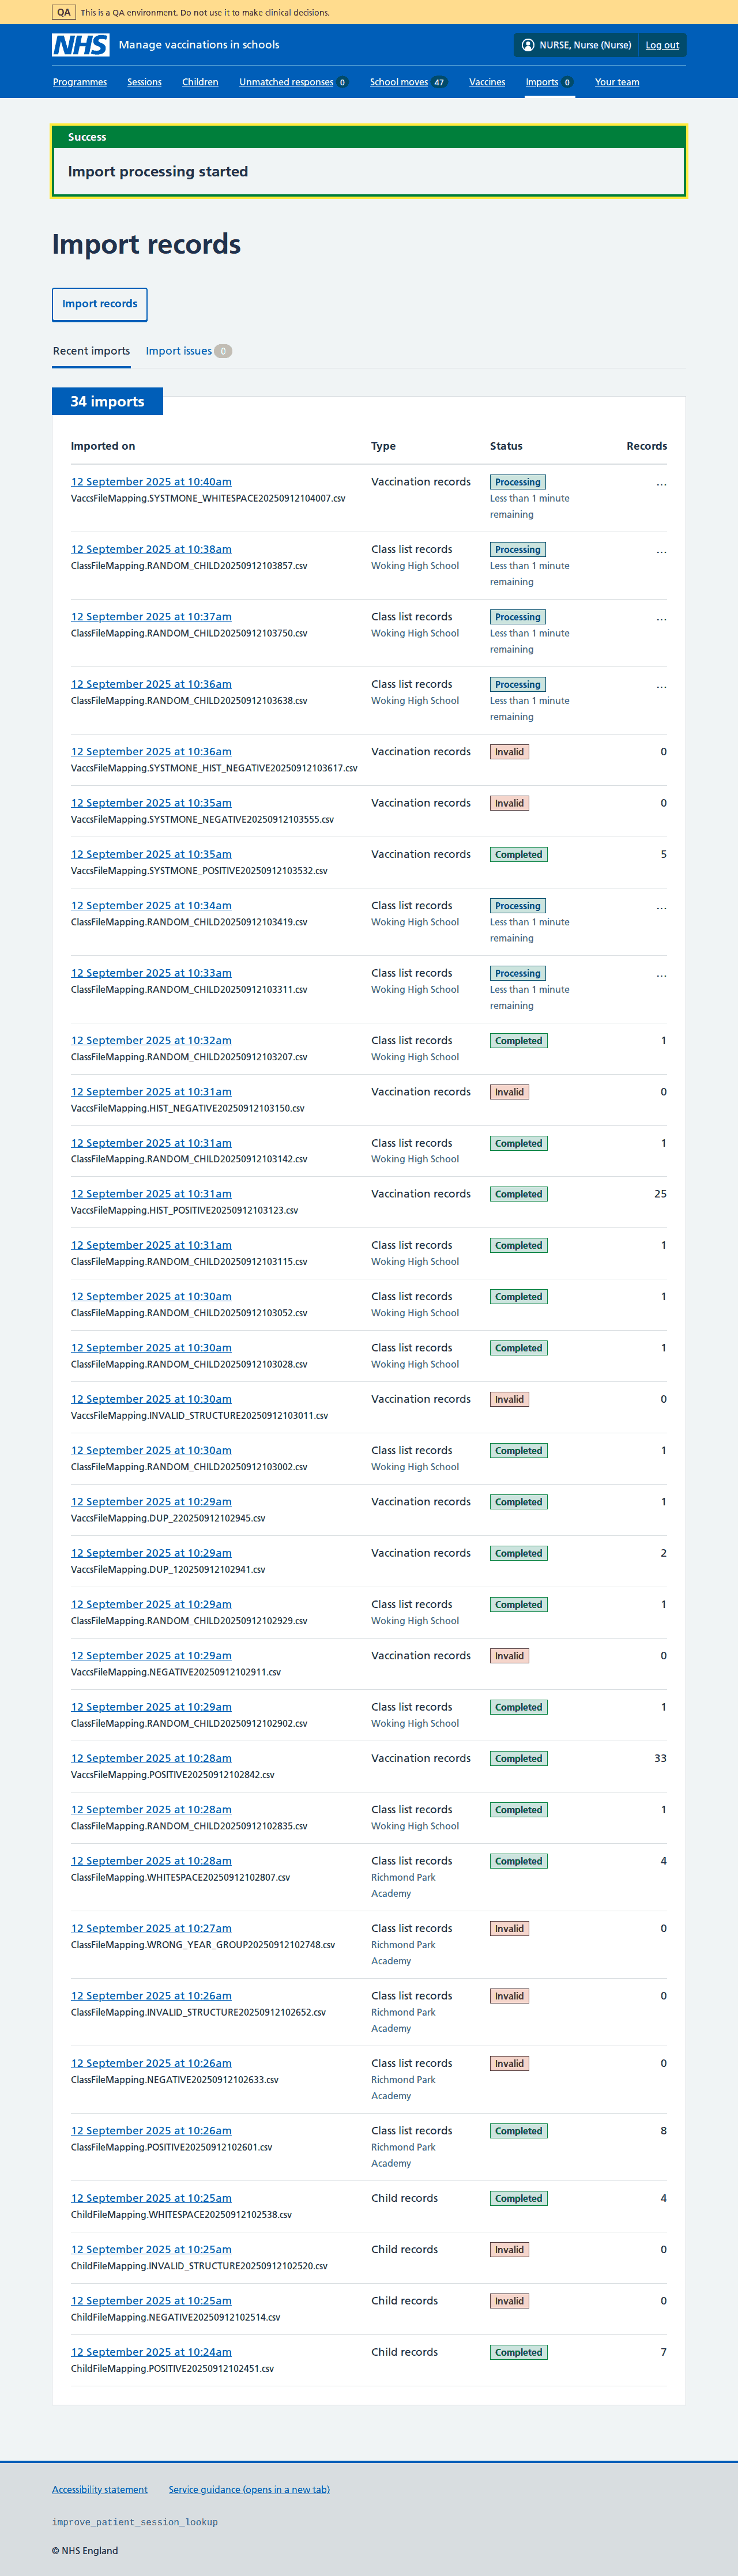 QA This is a QA environment. Do not use it to make clinical decisions.
NHS Manage vaccinations in schools NURSE, Nurse (Nurse) Log out
Programmes Sessions Children Unmatched responses 0 School moves 47 Vaccines Imports 0 Your team
Success
Import processing started
Import records
Import records
Recent imports Import issues 0
34 imports
Imported on Type Status Records
12 September 2025 at 10:40am Vaccination records Processing ...
VaccsFileMapping.SYSTMONE_WHITESPACE20250912104007.csv Less than 1 minute
remaining
12 September 2025 at 10:38am Class list records Processing ...
ClassFileMapping.RANDOM_CHILD20250912103857.csv Woking High School Less than 1 minute
remaining
12 September 2025 at 10:37am Class list records Processing ...
ClassFileMapping.RANDOM_CHILD20250912103750.csv Woking High School Less than 1 minute
remaining
12 September 2025 at 10:36am Class list records Processing ...
ClassFileMapping.RANDOM_CHILD20250912103638.csv Woking High School Less than 1 minute
remaining
12 September 2025 at 10:36am Vaccination records Invalid 0
VaccsFileMapping.SYSTMONE_HIST_NEGATIVE20250912103617.csv
12 September 2025 at 10:35am Vaccination records Invalid 0
VaccsFileMapping.SYSTMONE_NEGATIVE20250912103555.csv
12 September 2025 at 10:35am Vaccination records Completed 5
VaccsFileMapping.SYSTMONE_POSITIVE20250912103532.csv
12 September 2025 at 10:34am Class list records Processing ...
ClassFileMapping.RANDOM_CHILD20250912103419.csv Woking High School Less than 1 minute
remaining
12 September 2025 at 10:33am Class list records Processing ...
ClassFileMapping.RANDOM_CHILD20250912103311.csv Woking High School Less than 1 minute
remaining
12 September 2025 at 10:32am Class list records Completed 1
ClassFileMapping.RANDOM_CHILD20250912103207.csv Woking High School
12 September 2025 at 10:31am Vaccination records Invalid 0
VaccsFileMapping.HIST_NEGATIVE20250912103150.csv
12 September 2025 at 10:31am Class list records Completed 1
ClassFileMapping.RANDOM_CHILD20250912103142.csv Woking High School
12 September 2025 at 10:31am Vaccination records Completed 25
VaccsFileMapping.HIST_POSITIVE20250912103123.csv
12 September 2025 at 10:31am Class list records Completed 1
ClassFileMapping.RANDOM_CHILD20250912103115.csv Woking High School
12 September 2025 at 10:30am Class list records Completed 1
ClassFileMapping.RANDOM_CHILD20250912103052.csv Woking High School
12 September 2025 at 10:30am Class list records Completed 1
ClassFileMapping.RANDOM_CHILD20250912103028.csv Woking High School
12 September 2025 at 10:30am Vaccination records Invalid 0
VaccsFileMapping.INVALID_STRUCTURE20250912103011.csv
12 September 2025 at 10:30am Class list records Completed 1
ClassFileMapping.RANDOM_CHILD20250912103002.csv Woking High School
12 September 2025 at 10:29am Vaccination records Completed 1
VaccsFileMapping.DUP_220250912102945.csv
12 September 2025 at 10:29am Vaccination records Completed 2
VaccsFileMapping.DUP_120250912102941.csv
12 September 2025 at 10:29am Class list records Completed 1
ClassFileMapping.RANDOM_CHILD20250912102929.csv Woking High School
12 September 2025 at 10:29am Vaccination records Invalid 0
VaccsFileMapping.NEGATIVE20250912102911.csv
12 September 2025 at 10:29am Class list records Completed 1
ClassFileMapping.RANDOM_CHILD20250912102902.csv Woking High School
12 September 2025 at 10:28am Vaccination records Completed 33
VaccsFileMapping.POSITIVE20250912102842.csv
12 September 2025 at 10:28am Class list records Completed 1
ClassFileMapping.RANDOM_CHILD20250912102835.csv Woking High School
12 September 2025 at 10:28am Class list records Completed 4
ClassFileMapping.WHITESPACE20250912102807.csv Richmond Park
Academy
12 September 2025 at 10:27am Class list records Invalid 0
ClassFileMapping.WRONG_YEAR_GROUP20250912102748.csv Richmond Park
Academy
12 September 2025 at 10:26am Class list records Invalid 0
ClassFileMapping.INVALID_STRUCTURE20250912102652.csv Richmond Park
Academy
12 September 2025 at 10:26am Class list records Invalid 0
ClassFileMapping.NEGATIVE20250912102633.csv Richmond Park
Academy
12 September 2025 at 10:26am Class list records Completed 8
ClassFileMapping.POSITIVE20250912102601.csv Richmond Park
Academy
12 September 2025 at 10:25am Child records Completed 4
ChildFileMapping.WHITESPACE20250912102538.csv
12 September 2025 at 10:25am Child records Invalid 0
ChildFileMapping.INVALID_STRUCTURE20250912102520.csv
12 September 2025 at 10:25am Child records Invalid 0
ChildFileMapping.NEGATIVE20250912102514.csv
12 September 2025 at 10:24am Child records Completed 7
ChildFileMapping.POSITIVE20250912102451.csv
Accessibility statement Service guidance (opens in a new tab)
improve_patient_session_lookup
© NHS England